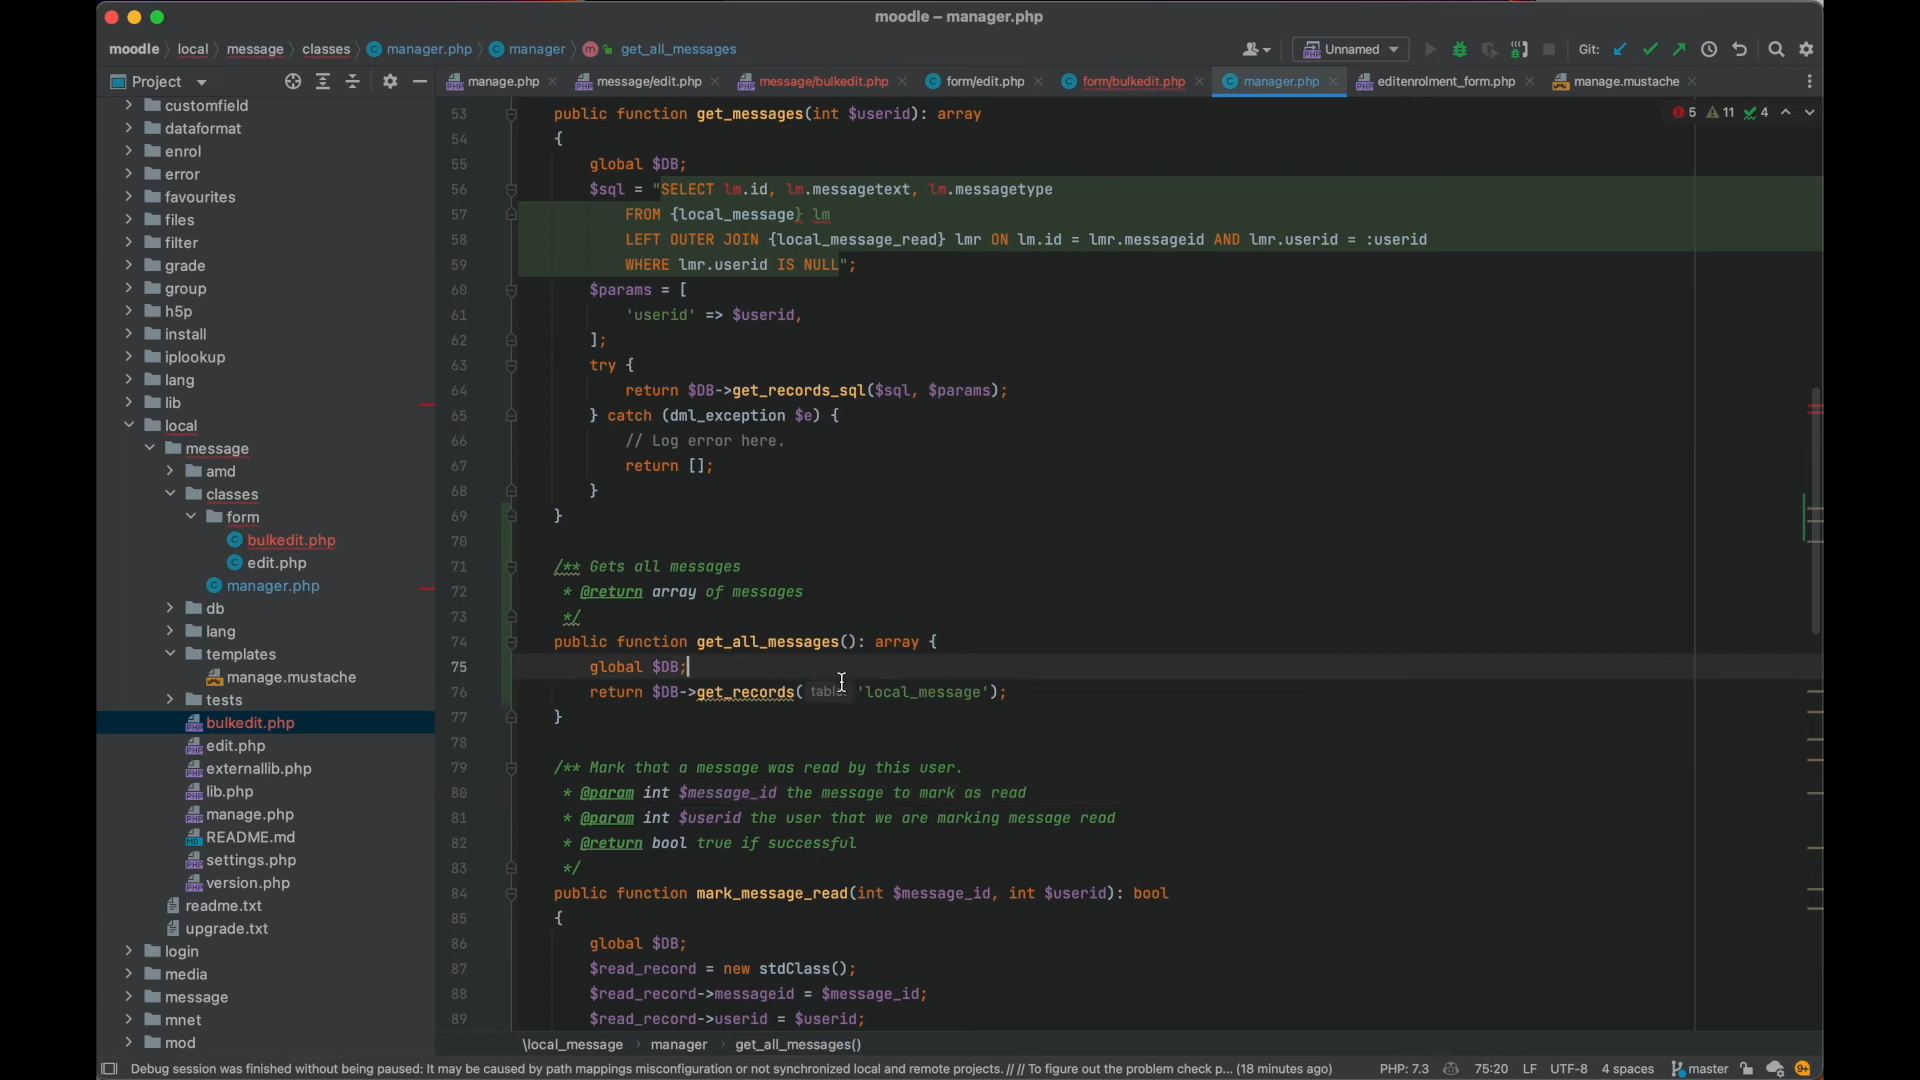 moodle – manager.php
moodle local message classes manager.php manager m get_all_messages Unnamed Git:
Project manage.php message/edit.php message/bulkedit.php form/edit.php form/bulkedit.php manager.php editenrolment_form.php manage.mustache
customfield
dataformat
enrol
error
favourites
files
filter
grade
group
h5p
install
iplookup
lang
lib
local
message
amd
classes
form
bulkedit.php
edit.php
manager.php
db
lang
templates
manage.mustache
tests
bulkedit.php
edit.php
externallib.php
lib.php
manage.php
README.md
settings.php
version.php
readme.txt
upgrade.txt
login
media
message
mnet
mod
5 11 4
53 public function get_messages(int $userid): array
54 {
55 global $DB;
56 $sql = "SELECT lm.id, lm.messagetext, lm.messagetype
57 FROM {local_message} lm
58 LEFT OUTER JOIN {local_message_read} lmr ON lm.id = lmr.messageid AND lmr.userid = :userid
59 WHERE lmr.userid IS NULL";
60 $params = [
61 'userid' => $userid,
62 ];
63 try {
64 return $DB->get_records_sql($sql, $params);
65 } catch (dml_exception $e) {
66 // Log error here.
67 return [];
68 }
69 }
70
71 /** Gets all messages
72 * @return array of messages
73 */
74 public function get_all_messages(): array {
75 global $DB;
76 return $DB->get_records( table: 'local_message');
77 }
78
79 /** Mark that a message was read by this user.
80 * @param int $message_id the message to mark as read
81 * @param int $userid the user that we are marking message read
82 * @return bool true if successful
83 */
84 public function mark_message_read(int $message_id, int $userid): bool
85 {
86 global $DB;
87 $read_record = new stdClass();
88 $read_record->messageid = $message_id;
89 $read_record->userid = $userid;
\local_message manager get_all_messages()
Debug session was finished without being paused: It may be caused by path mappings misconfiguration or not synchronized local and remote projects. // // To figure out the problem check p... (18 minutes ago) PHP: 7.3 75:20 LF UTF-8 4 spaces master 9+